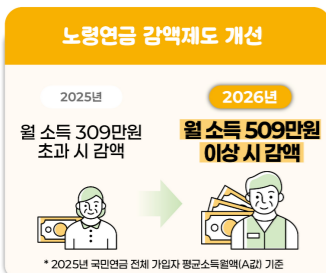 노령연금 감액제도 개선
2025년
월 소득 309만원
초과 시 감액
2026년
월 소득 509만원
이상 시 감액
* 2025년 국민연금 전체 가입자 평균소득월액(A값) 기준